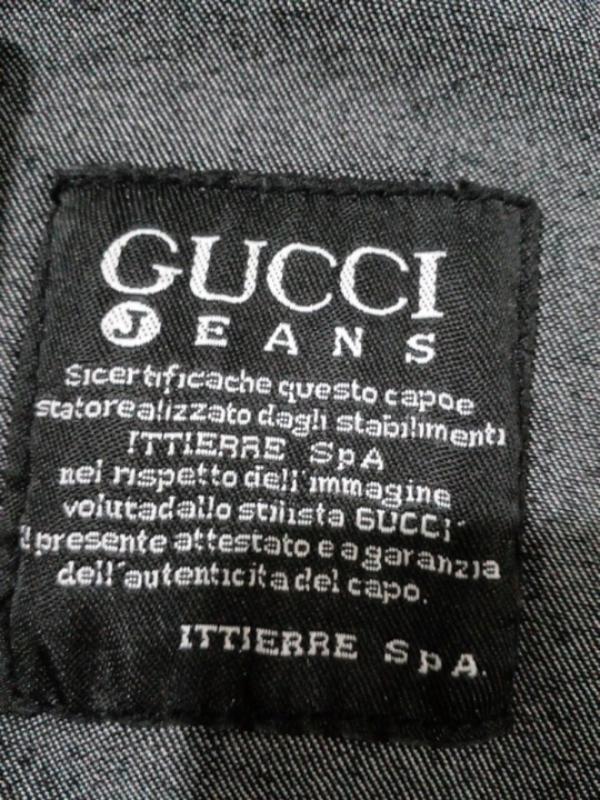 GUCCI
JEANS
Sicertificache questo capoe
statorealizzato dagli stabilimenti
ITTIERRE SpA
nel rispetto dell'immagine
volutadallo stilista GUCCI'
il presente attestato e a garanzia
dell'autenticita del capo.
ITTIERRE SpA.